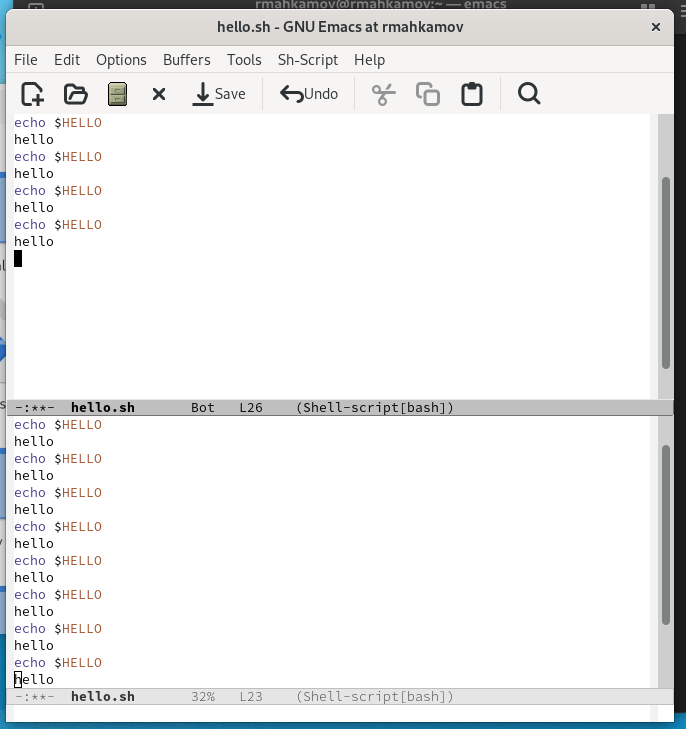 rmahkamov@rmahkamov:~ — emacs
hello.sh - GNU Emacs at rmahkamov
File Edit Options Buffers Tools Sh-Script Help
Save Undo
echo $HELLO
hello
echo $HELLO
hello
echo $HELLO
hello
echo $HELLO
hello
-:**- hello.sh Bot L26 (Shell-script[bash])
echo $HELLO
hello
echo $HELLO
hello
echo $HELLO
hello
echo $HELLO
hello
echo $HELLO
hello
echo $HELLO
hello
echo $HELLO
hello
echo $HELLO
hello
-:**- hello.sh 32% L23 (Shell-script[bash])